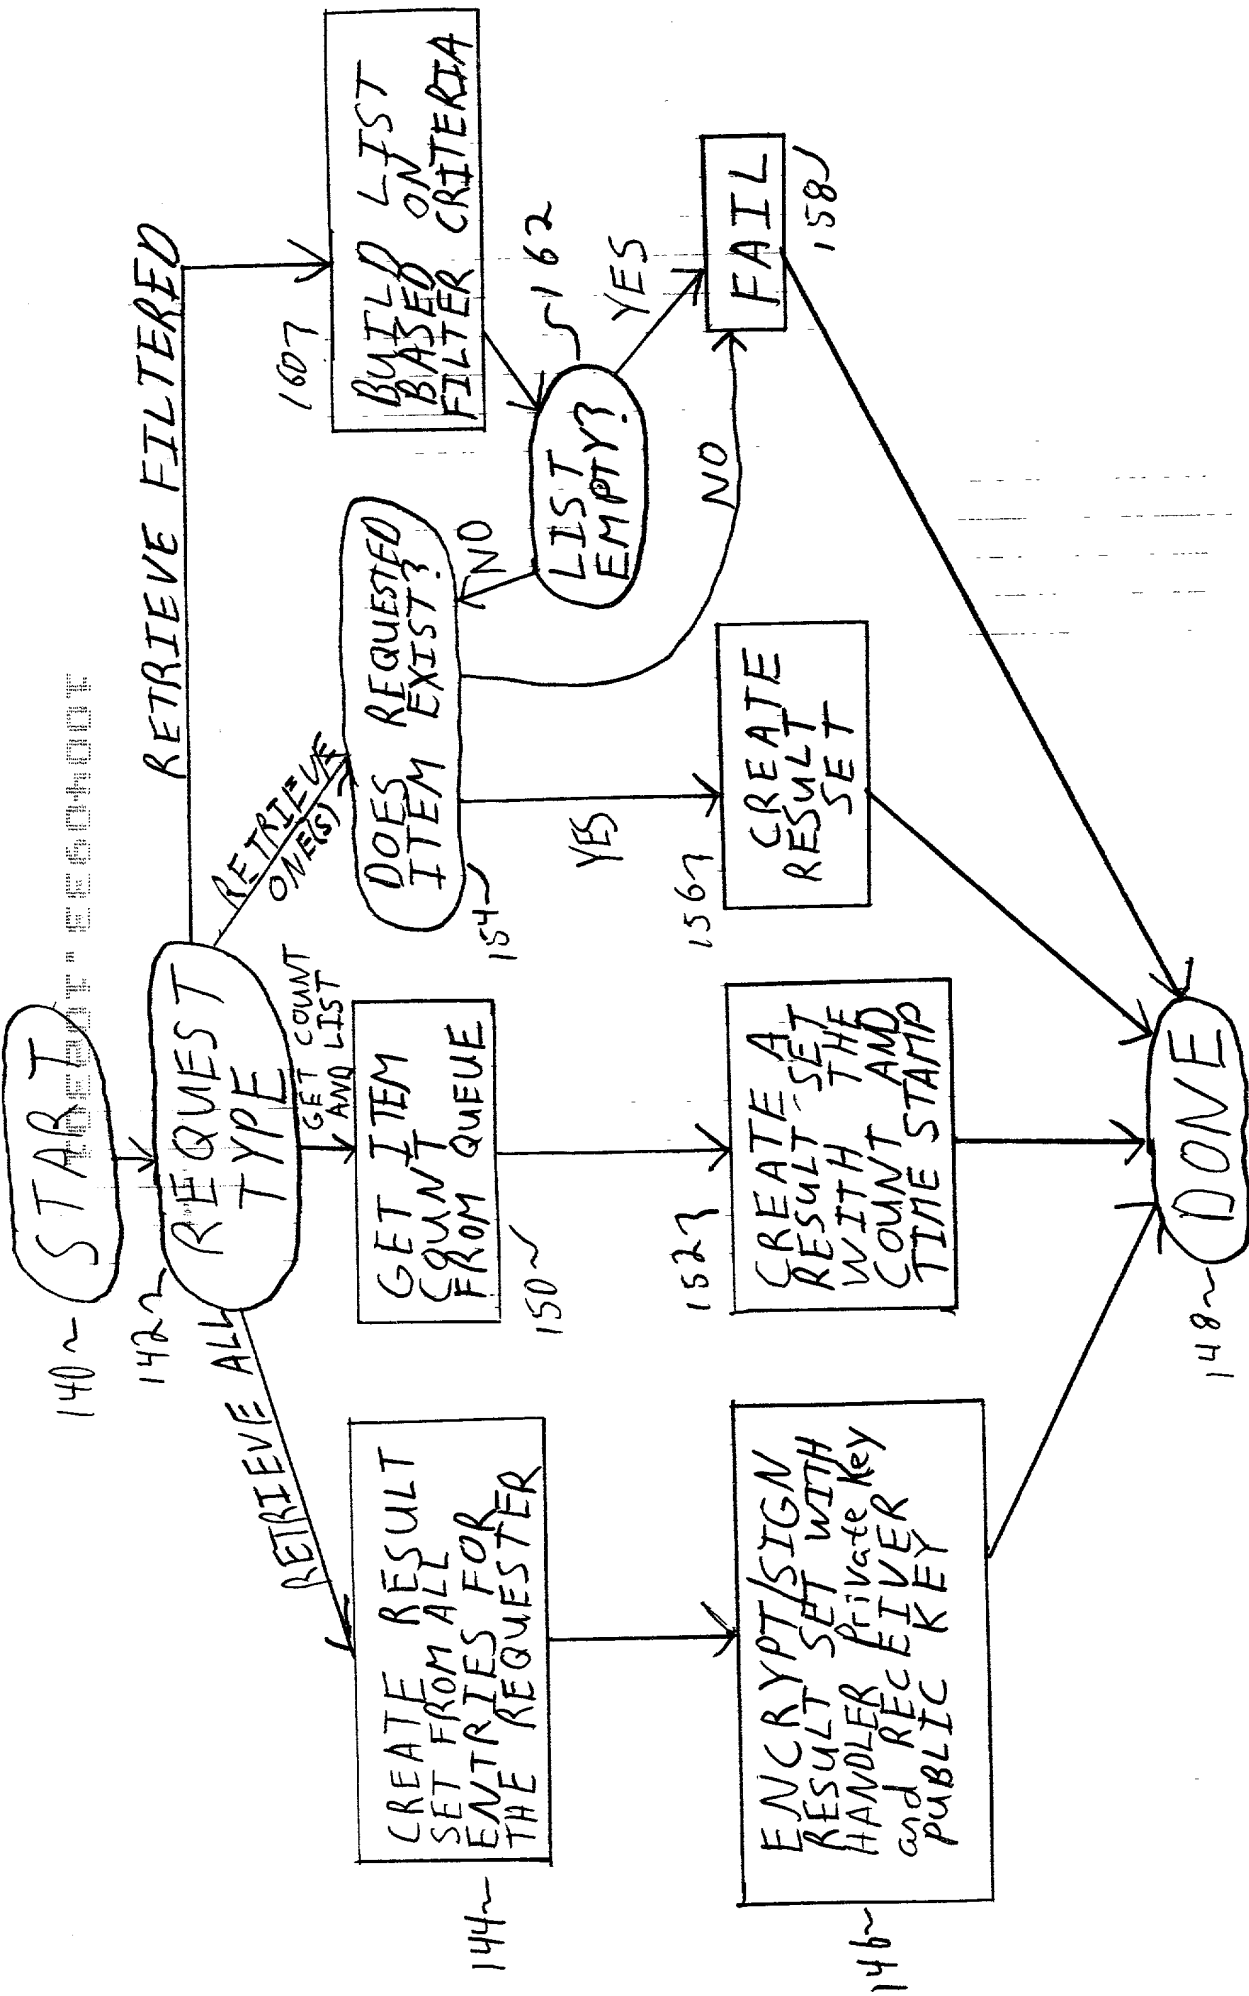 START
140
142
REQUEST
TYPE
RETRIEVE ALL
GET COUNT
AND LIST
RETRIEVE
ONE(S)
RETRIEVE FILTERED
CREATE RESULT
SET FROM ALL
ENTRIES FOR
THE REQUESTER
144
GET ITEM
COUNT
FROM QUEUE
150
DOES REQUESTED
ITEM EXIST?
154
160
BUILD LIST
BASED ON
FILTER CRITERIA
NO
LIST
EMPTY?
162
YES
YES
NO
ENCRYPT/SIGN
RESULT SET WITH
HANDLER Private Key
and RECEIVER
PUBLIC KEY
146
152
CREATE A
RESULT SET
WITH THE
COUNT AND
TIME STAMP
156
CREATE
RESULT
SET
FAIL
158
DONE
148